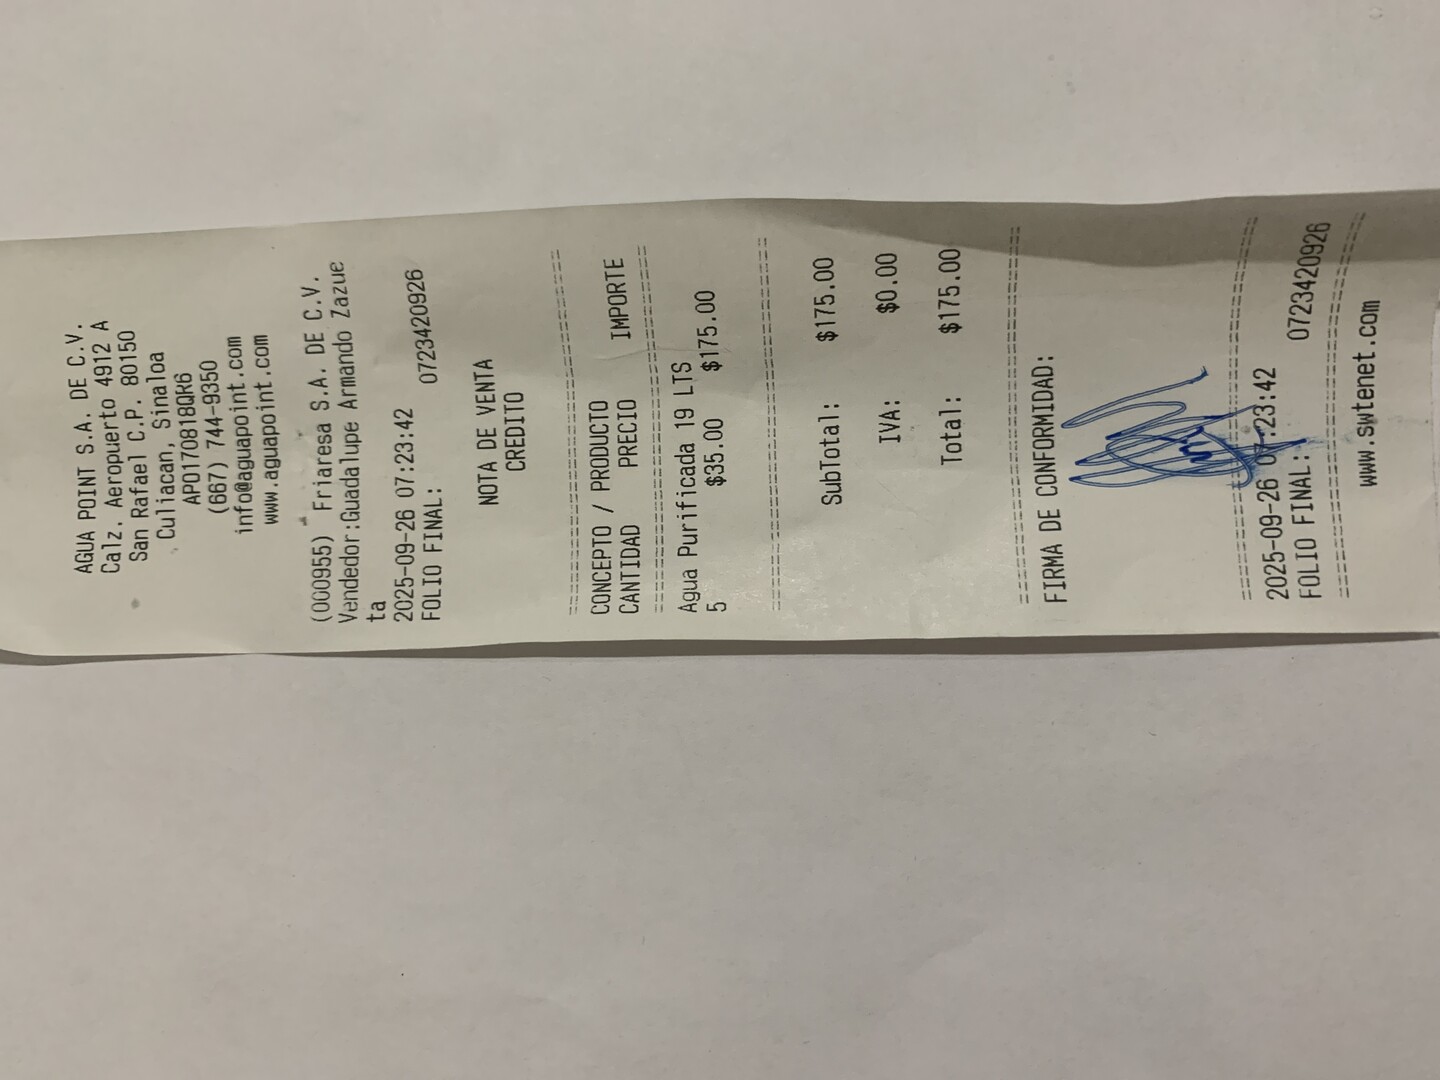 AGUA POINT S.A. DE C.V.
Calz. Aeropuerto 4912 A
San Rafael C.P. 80150
Culiacan, Sinaloa
APO170818QR6
(667) 744-9350
info@aguapoint.com
www.aguapoint.com
(000955) Friaresa S.A. DE C.V.
Vendedor:Guadalupe Armando Zazue
ta
2025-09-26 07:23:42
FOLIO FINAL: 0723420926
NOTA DE VENTA
CREDITO
================================
CONCEPTO / PRODUCTO
CANTIDAD PRECIO IMPORTE
================================
Agua Purificada 19 LTS
5 $35.00 $175.00
================================
SubTotal: $175.00
IVA: $0.00
Total: $175.00
================================
FIRMA DE CONFORMIDAD:
================================
2025-09-26 07:23:42
FOLIO FINAL: 0723420926
================================
www.swtenet.com